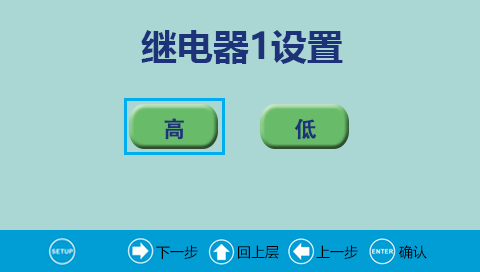 继电器1设置
高 低
SETUP 下一步 回上层 上一步 ENTER 确认